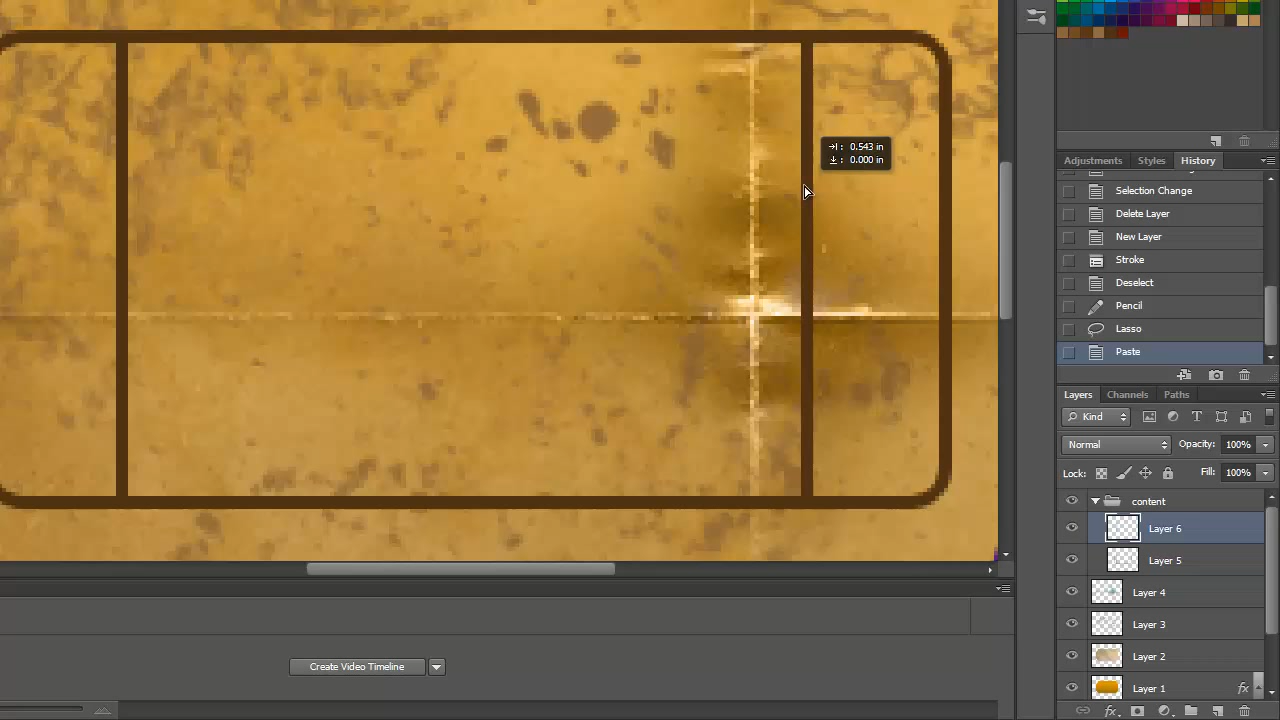 →I : 0.543 in
↓ : 0.000 in
Adjustments Styles History
Selection Change
Delete Layer
New Layer
Stroke
Deselect
Pencil
Lasso
Paste
Layers Channels Paths
Kind
Normal Opacity: 100%
Lock: Fill: 100%
content
Layer 6
Layer 5
Layer 4
Layer 3
Layer 2
Layer 1 fx
Create Video Timeline
fx